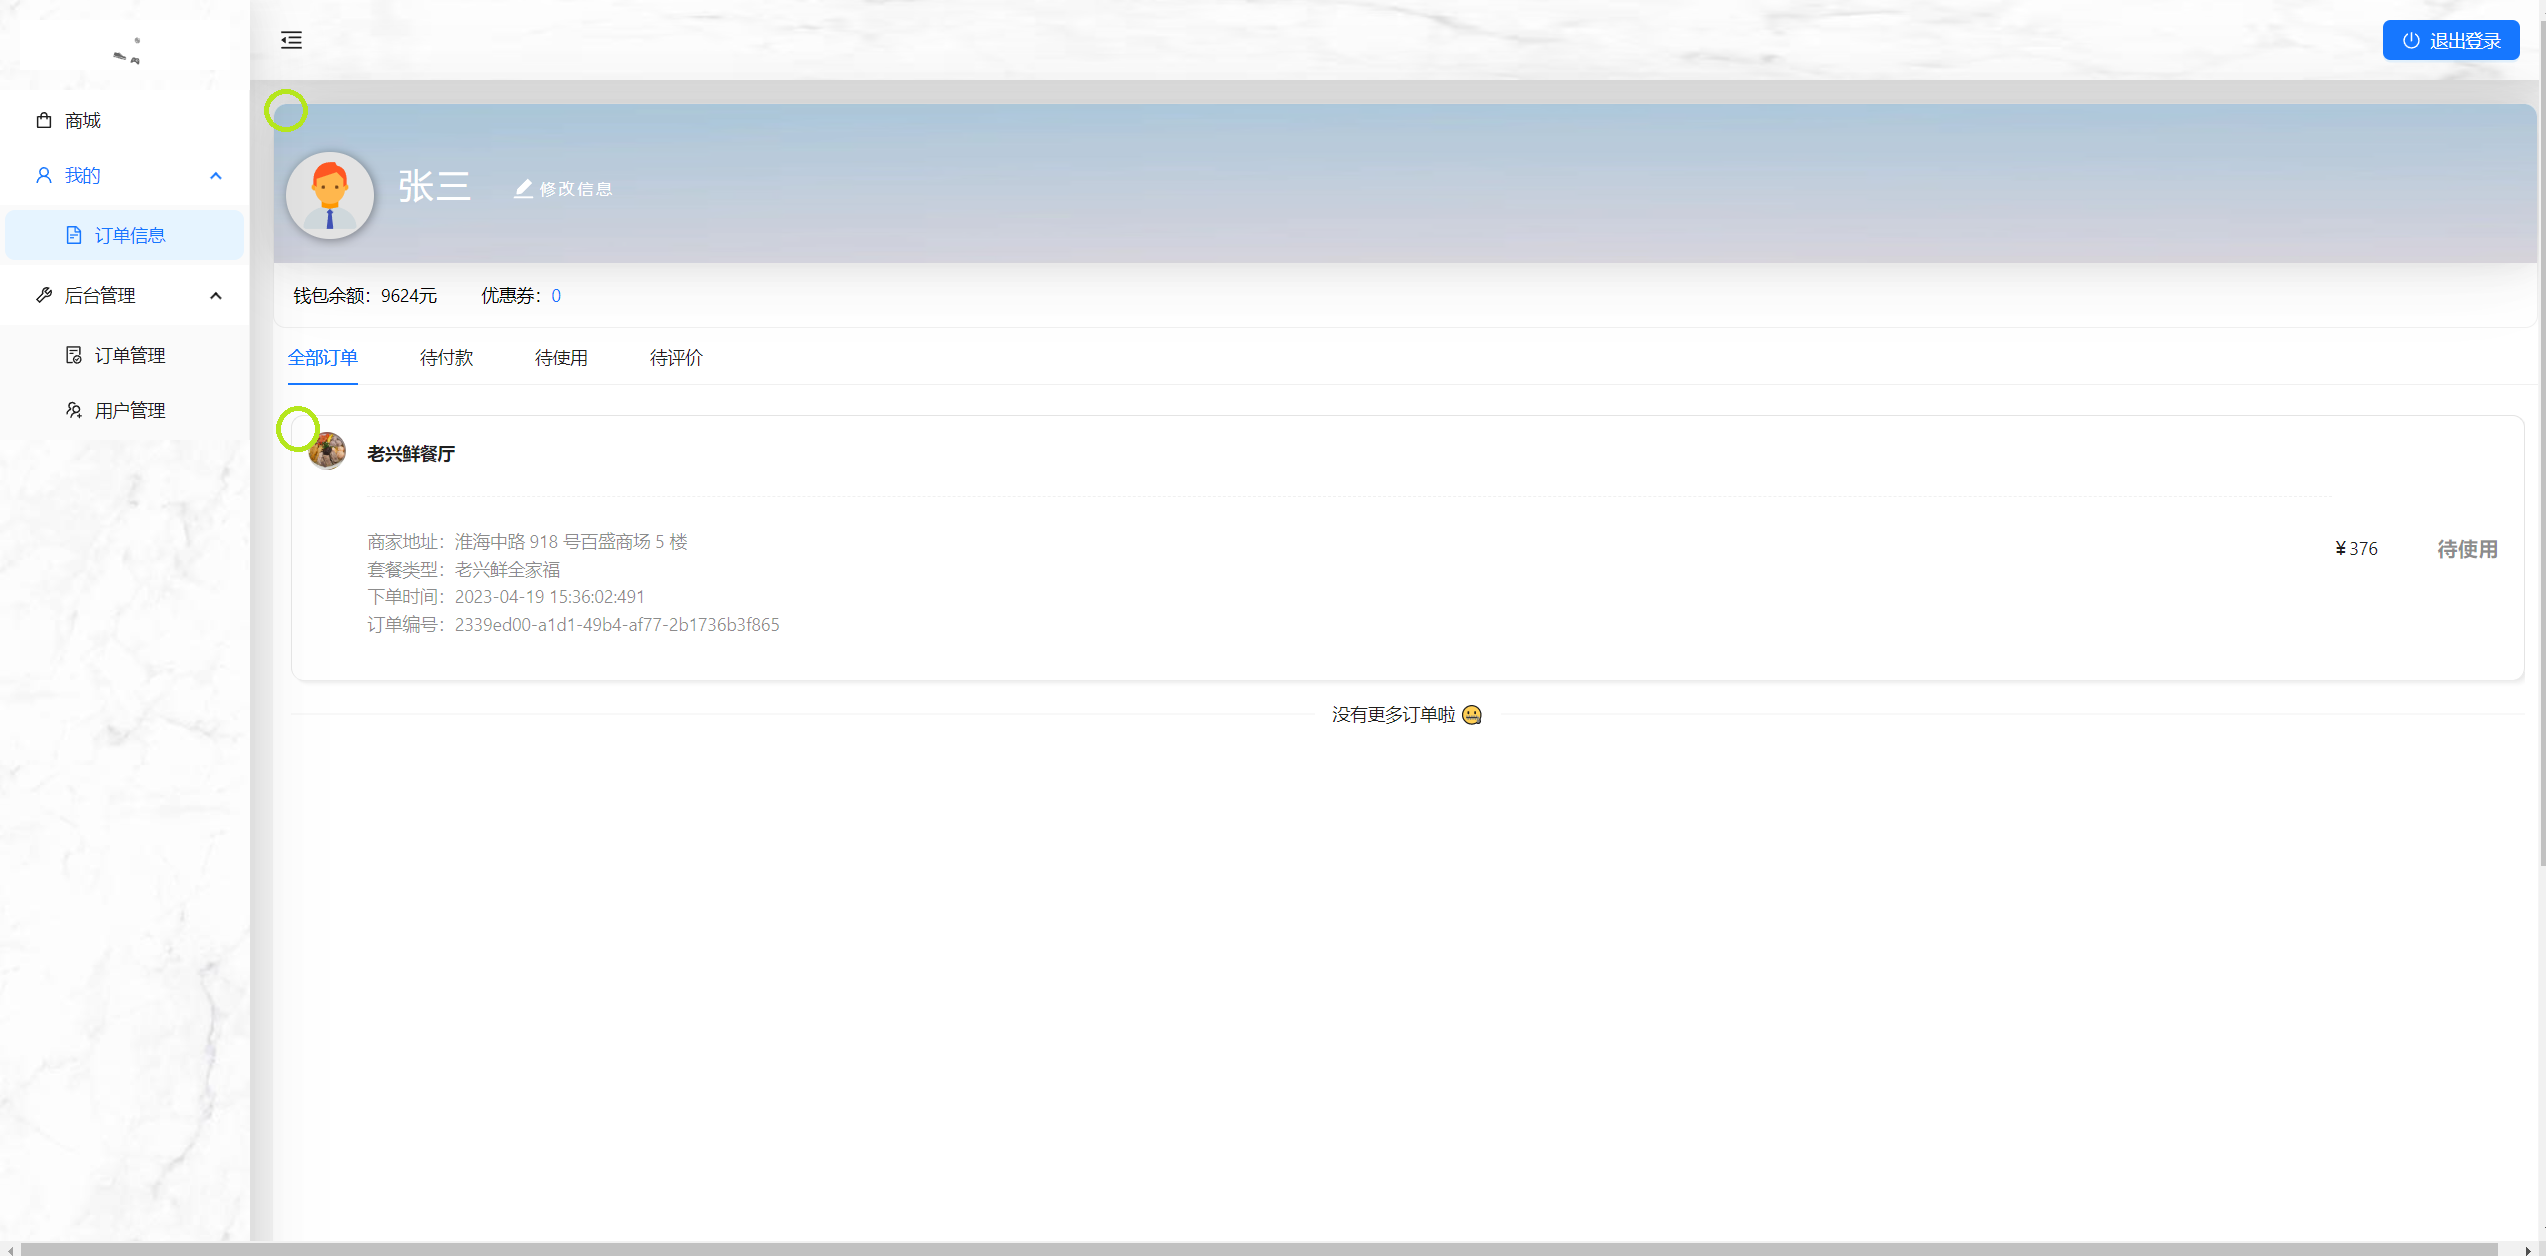 退出登录
商城
我的
订单信息
后台管理
订单管理
用户管理
张三
修改信息
钱包余额：9624元 优惠券：0
全部订单 待付款 待使用 待评价
老兴鲜餐厅
商家地址：淮海中路 918 号百盛商场 5 楼
套餐类型：老兴鲜全家福
下单时间：2023-04-19 15:36:02:491
订单编号：2339ed00-a1d1-49b4-af77-2b1736b3f865
¥376 待使用
没有更多订单啦 🤐